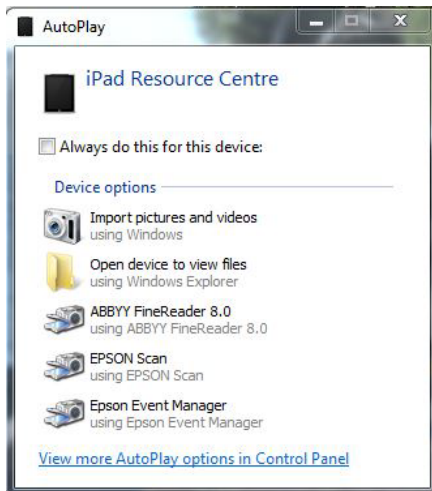 AutoPlay
iPad Resource Centre
Always do this for this device:
Device options
Import pictures and videos
using Windows
Open device to view files
using Windows Explorer
ABBYY FineReader 8.0
using ABBYY FineReader 8.0
EPSON Scan
using EPSON Scan
Epson Event Manager
using Epson Event Manager
View more AutoPlay options in Control Panel